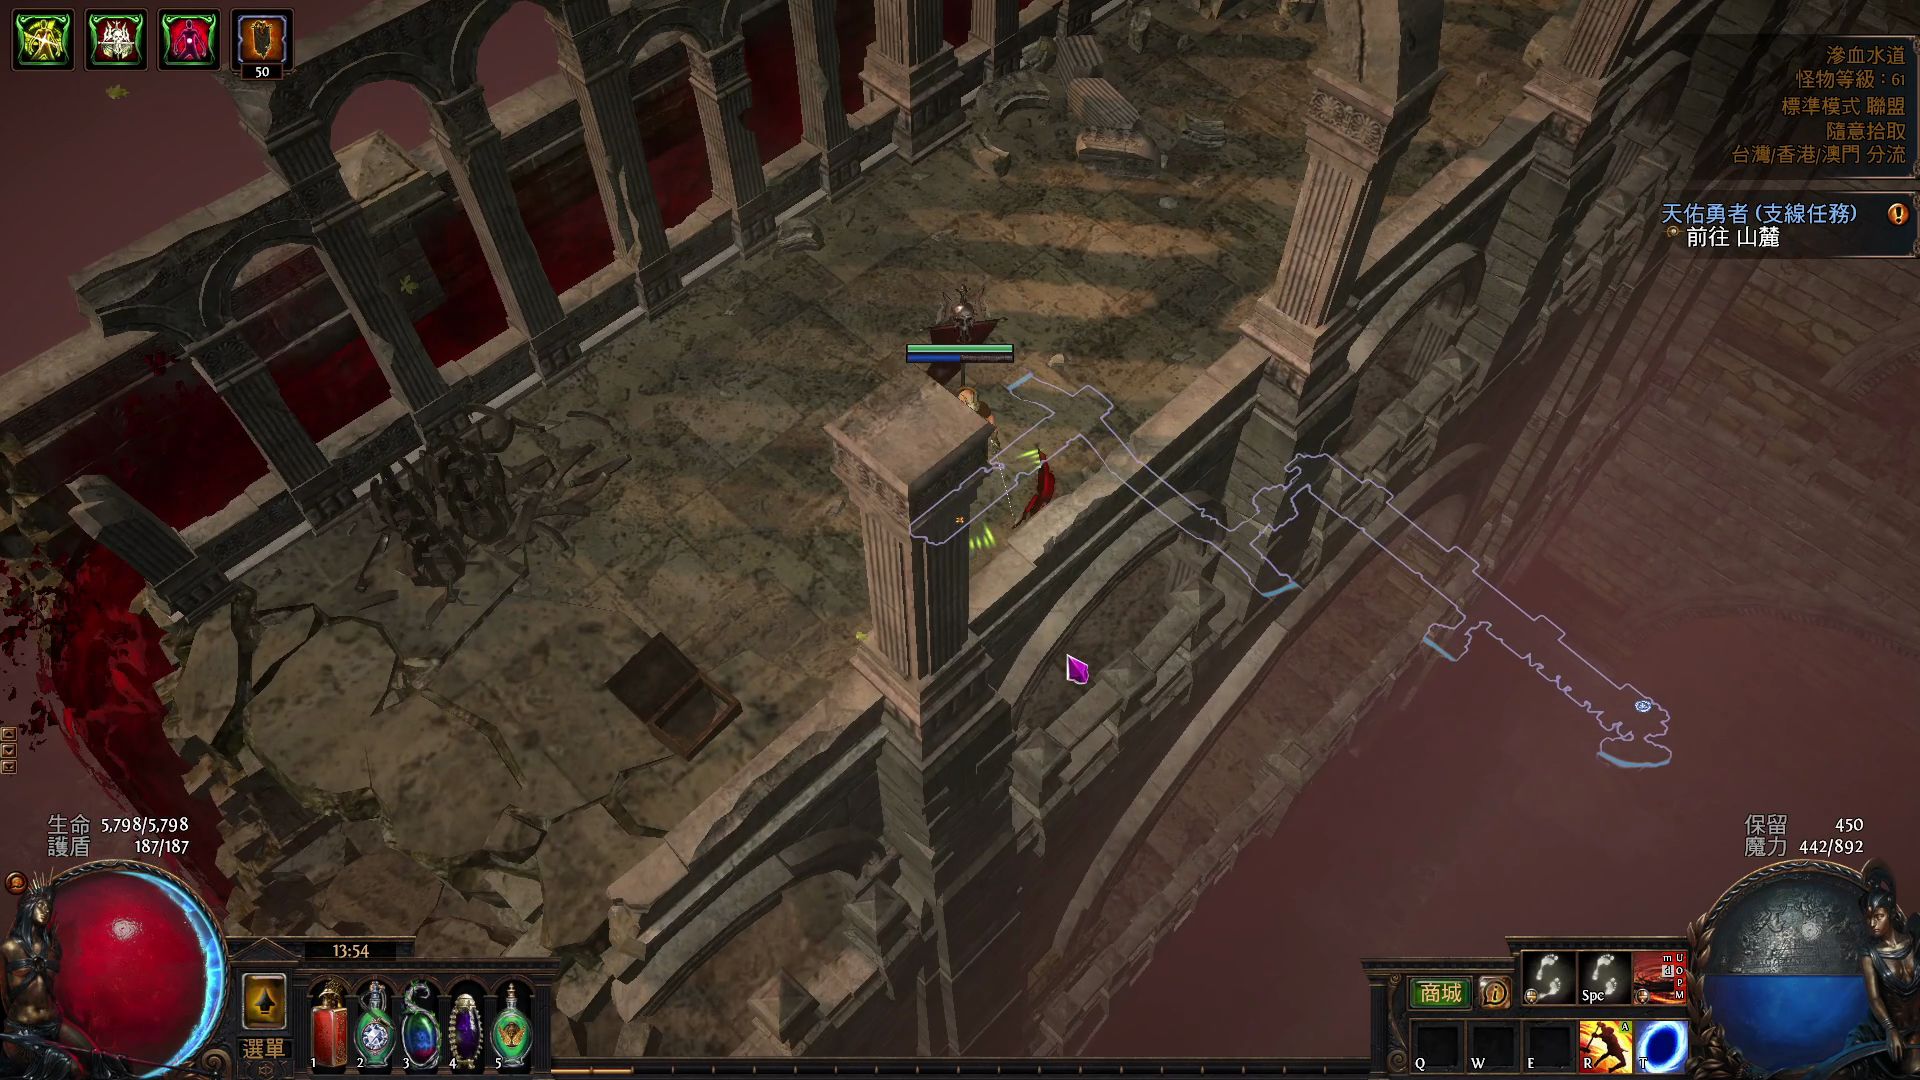 50
滲血水道
怪物等級：61
標準模式 聯盟
隨意拾取
台灣/香港/澳門 分流
天佑勇者 (支線任務)
前往 山麓
生命 5,798/5,798
護盾 187/187
保留 450
魔力 442/892
13:54
選單
1 2 3 4 5
商城
Spc
m U
d O
P
M
Q W E R A T